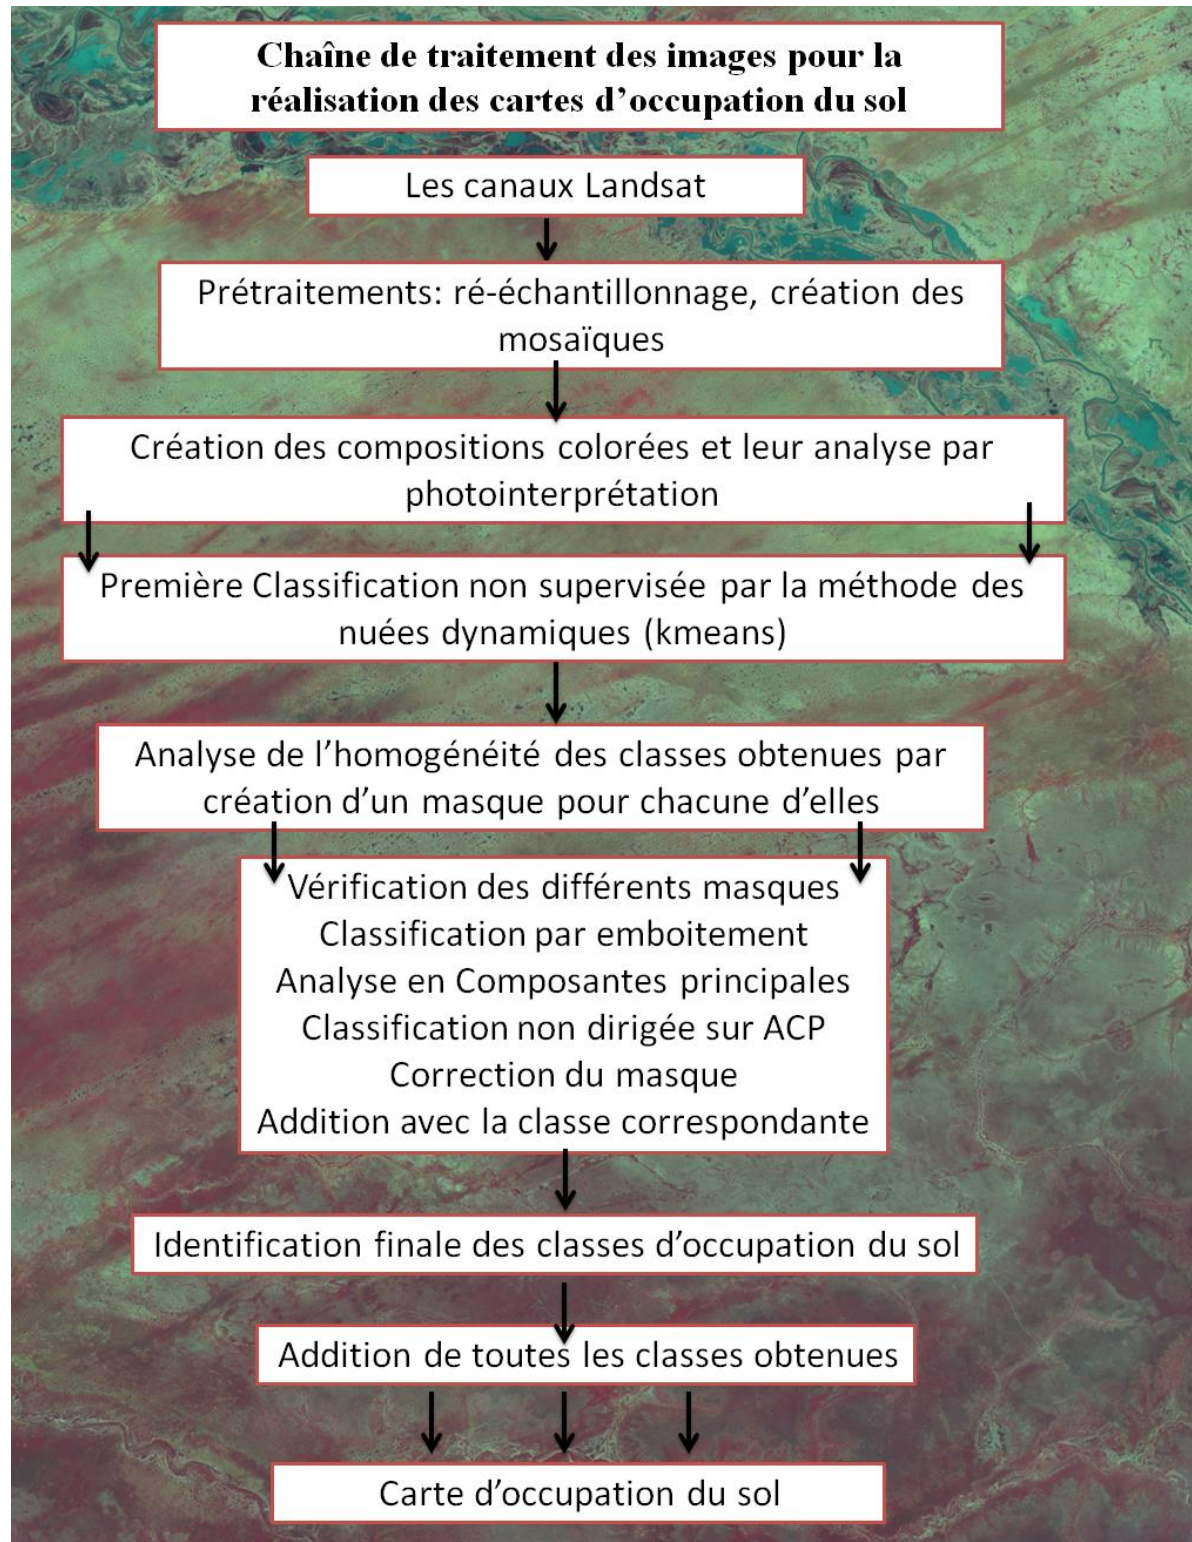 Chaîne de traitement des images pour la
réalisation des cartes d’occupation du sol
Les canaux Landsat
Prétraitements: ré-échantillonnage, création des
mosaïques
Création des compositions colorées et leur analyse par
photointerprétation
Première Classification non supervisée par la méthode des
nuées dynamiques (kmeans)
Analyse de l’homogénéité des classes obtenues par
création d’un masque pour chacune d’elles
Vérification des différents masques
Classification par emboitement
Analyse en Composantes principales
Classification non dirigée sur ACP
Correction du masque
Addition avec la classe correspondante
Identification finale des classes d’occupation du sol
Addition de toutes les classes obtenues
Carte d’occupation du sol